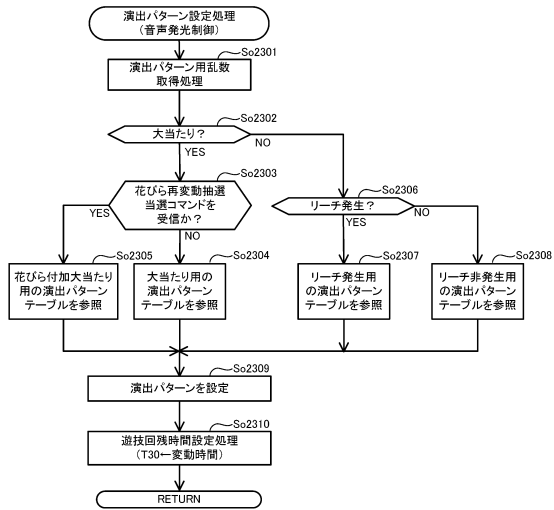 演出パターン設定処理
(音声発光制御)
So2301
演出パターン用乱数
取得処理
So2302
大当たり？
YES
NO
So2303
花びら再変動抽選
当選コマンドを
受信か？
YES
NO
So2306
リーチ発生？
YES
NO
So2305
花びら付加大当たり
用の演出パターン
テーブルを参照
So2304
大当たり用の
演出パターン
テーブルを参照
So2307
リーチ発生用
の演出パターン
テーブルを参照
So2308
リーチ非発生用
の演出パターン
テーブルを参照
So2309
演出パターンを設定
So2310
遊技回残時間設定処理
(T30←変動時間)
RETURN